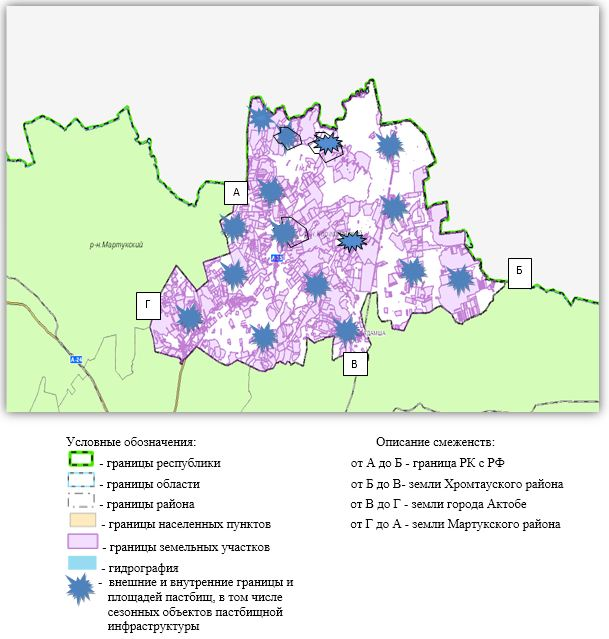 А
р-н.Мартукский
А-23
Б
Г
А-24
В
Условные обозначения:
- границы республики
- границы области
- границы района
- границы населенных пунктов
- границы земельных участков
- гидрография
- внешние и внутренние границы и
площадей пастбищ, в том числе
сезонных объектов пастбищной
инфраструктуры
Описание смеженств:
от А до Б - граница РК с РФ
от Б до В- земли Хромтауского района
от В до Г - земли города Актобе
от Г до А - земли Мартукского района